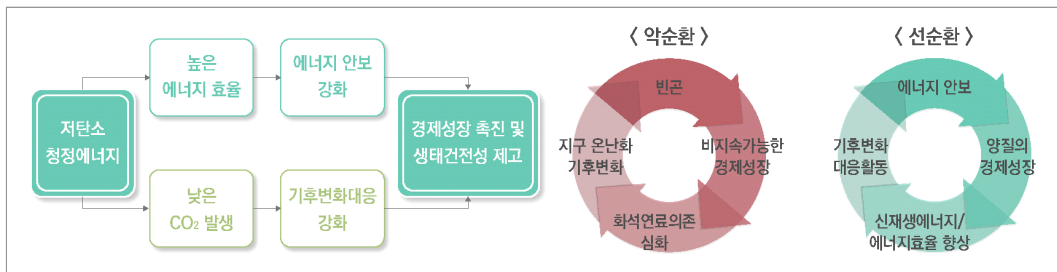 저탄소
청정에너지
높은
에너지 효율
에너지 안보
강화
낮은
CO₂ 발생
기후변화대응
강화
경제성장 촉진 및
생태건전성 제고
< 악순환 >
빈곤
비지속가능한
경제성장
화석연료의존
심화
지구 온난화
기후변화
< 선순환 >
에너지 안보
양질의
경제성장
신재생에너지/
에너지효율 향상
기후변화
대응활동